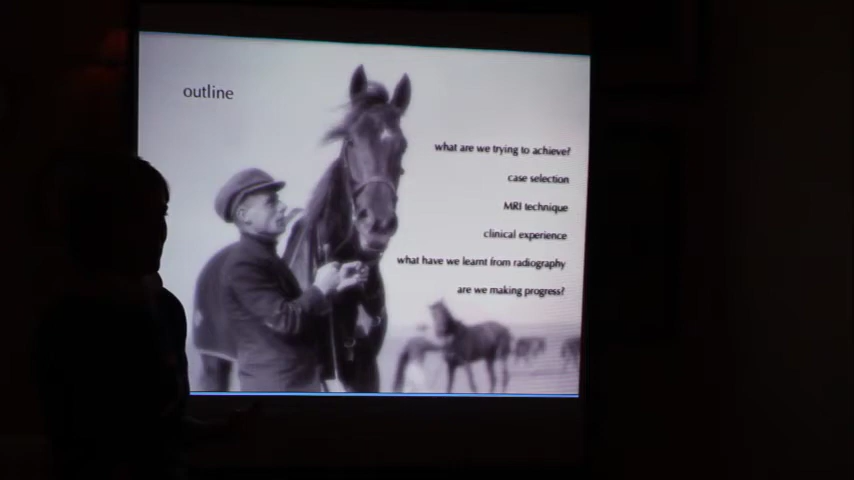 outline
what are we trying to achieve?
case selection
MRI technique
clinical experience
what have we learnt from radiography
are we making progress?